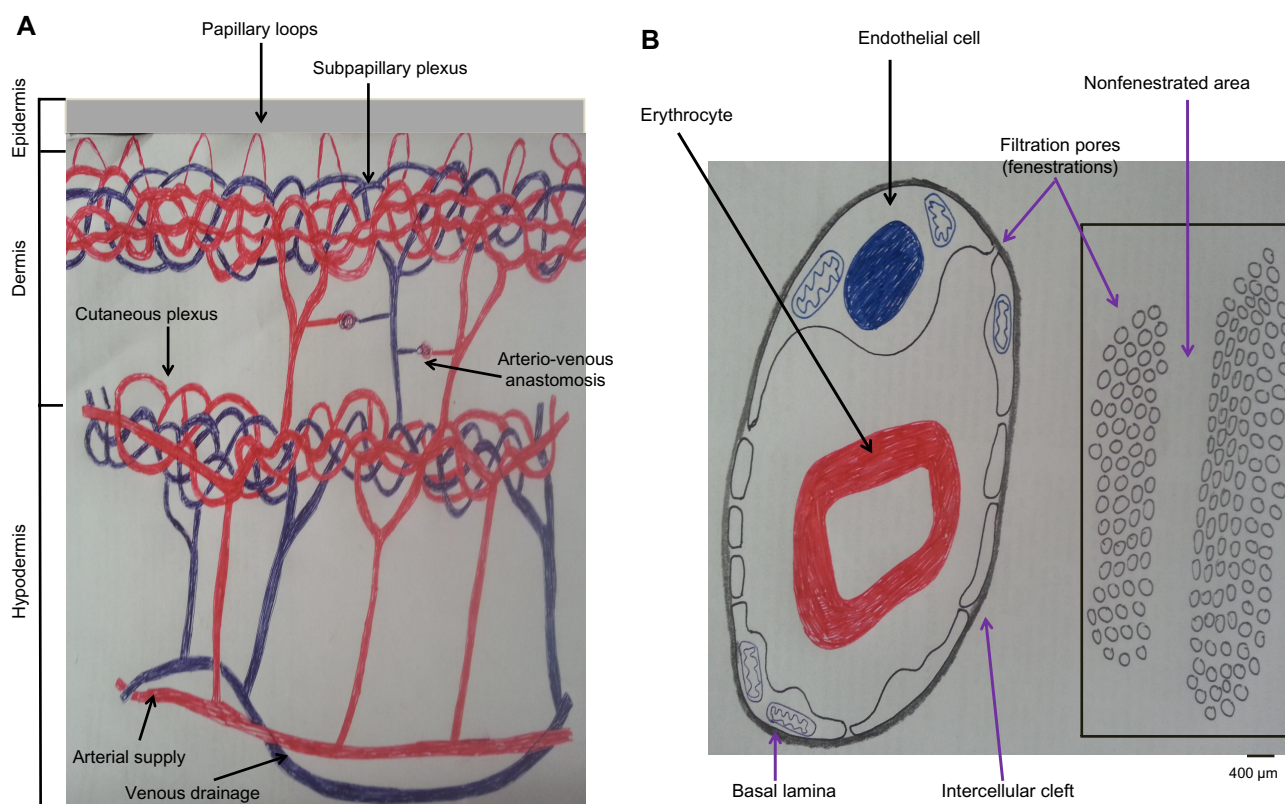 A
Papillary loops
Subpapillary plexus
Epidermis
Dermis
Hypodermis
Cutaneous plexus
Arterio-venous
anastomosis
Arterial supply
Venous drainage
B
Endothelial cell
Nonfenestrated area
Erythrocyte
Filtration pores
(fenestrations)
Basal lamina
Intercellular cleft
400 µm